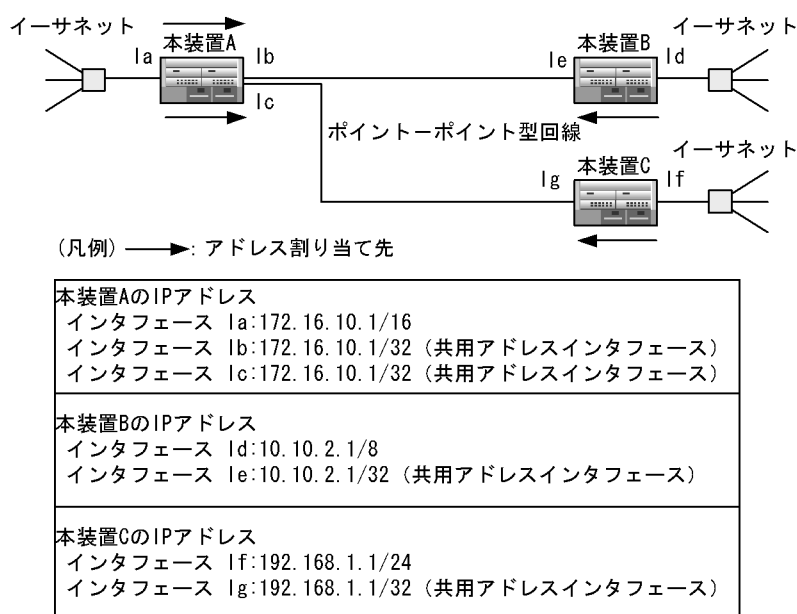 イーサネット
本装置A
Ia
Ib
Ic
イーサネット
本装置B
Ie
Id
ポイント－ポイント型回線
イーサネット
本装置C
Ig
If
(凡例) ──▶: アドレス割り当て先
本装置AのIPアドレス
インタフェース Ia:172.16.10.1/16
インタフェース Ib:172.16.10.1/32（共用アドレスインタフェース）
インタフェース Ic:172.16.10.1/32（共用アドレスインタフェース）
本装置BのIPアドレス
インタフェース Id:10.10.2.1/8
インタフェース Ie:10.10.2.1/32（共用アドレスインタフェース）
本装置CのIPアドレス
インタフェース If:192.168.1.1/24
インタフェース Ig:192.168.1.1/32（共用アドレスインタフェース）